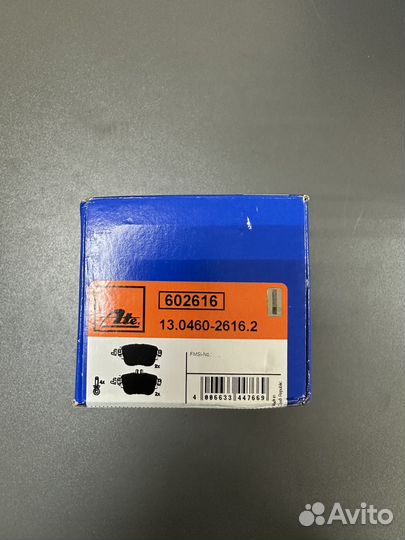 Ate
602616
13.0460-2616.2
FMSI-No.:
2x
4x
2x
4 006633 447669
Avito